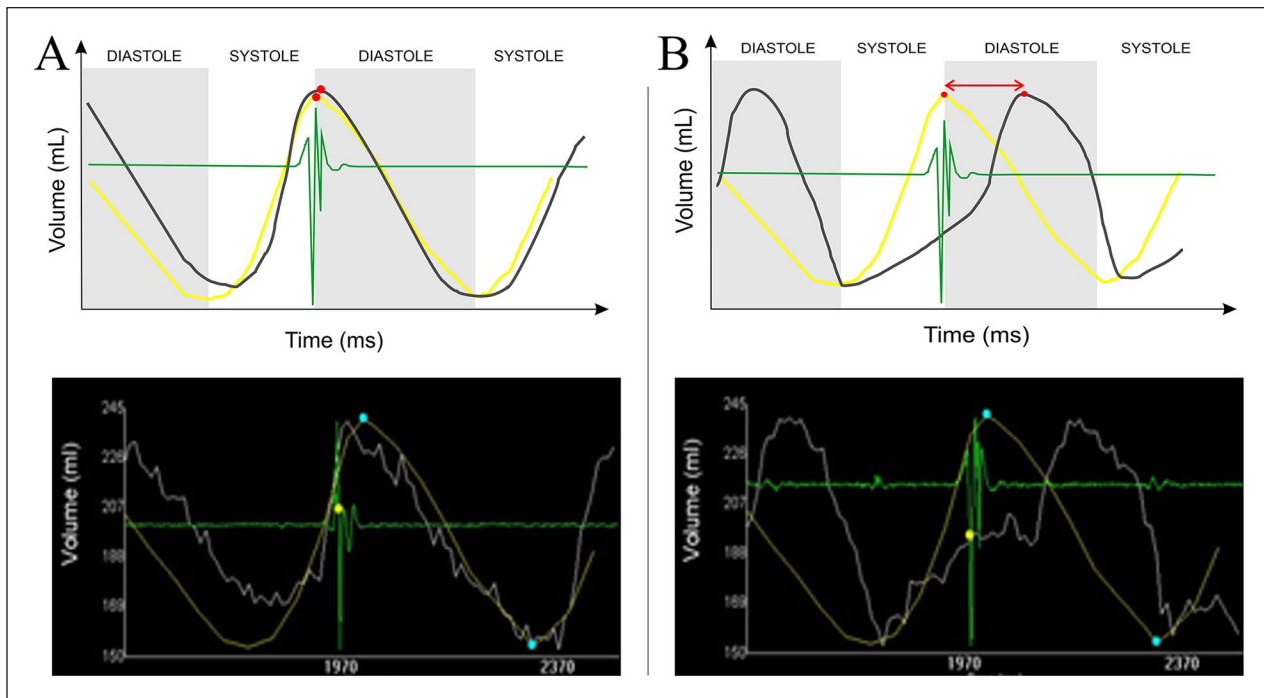 A
DIASTOLE SYSTOLE DIASTOLE SYSTOLE
Volume (mL)
Time (ms)
B
DIASTOLE SYSTOLE DIASTOLE SYSTOLE
Volume (mL)
Time (ms)
245
226
207
188
169
150
Volume (ml)
1970 2370
245
226
207
188
169
150
Volume (ml)
1970 2370